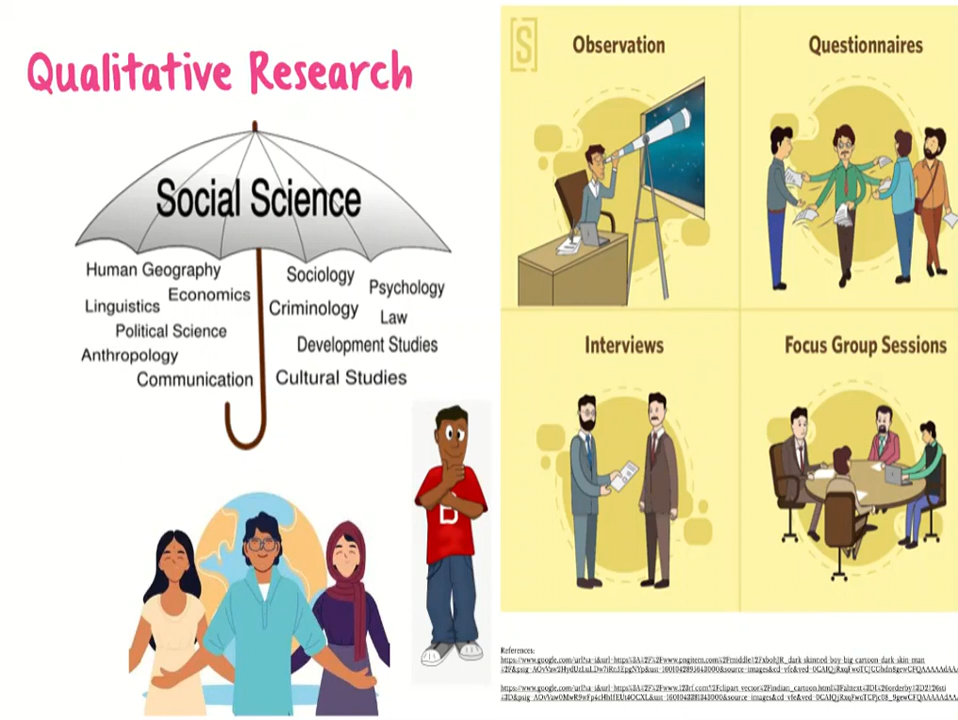 Qualitative Research
Social Science
Human Geography
Sociology
Psychology
Economics
Linguistics
Criminology
Law
Political Science
Development Studies
Anthropology
Communication
Cultural Studies
B
[S]
Observation
Questionnaires
Interviews
Focus Group Sessions
References: